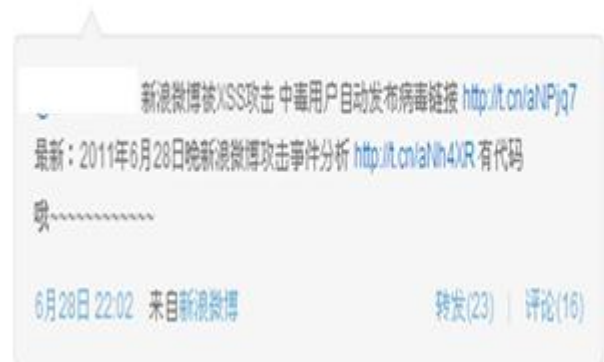 新浪微博被XSS攻击 中毒用户自动发布病毒链接 http://t.cn/aNPjq7
最新：2011年6月28日晚新浪微博攻击事件分析 http://t.cn/aNh4XR 有代码
哦~~~~~~~~~~~~
6月28日 22:02 来自新浪微博 转发(23) | 评论(16)